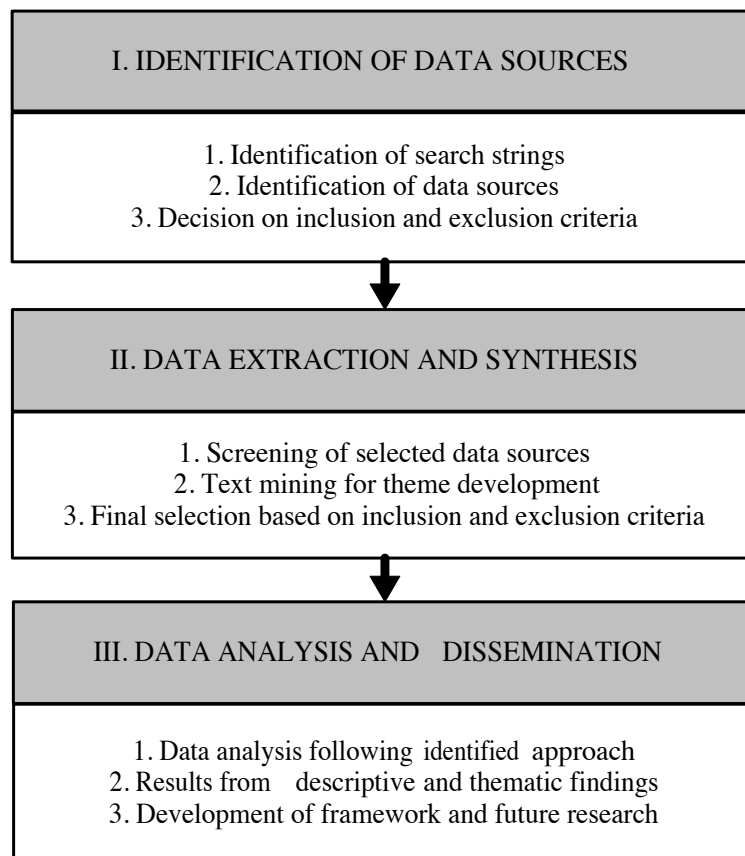 I. IDENTIFICATION OF DATA SOURCES
1. Identification of search strings
2. Identification of data sources
3. Decision on inclusion and exclusion criteria
II. DATA EXTRACTION AND SYNTHESIS
1. Screening of selected data sources
2. Text mining for theme development
3. Final selection based on inclusion and exclusion criteria
III. DATA ANALYSIS AND DISSEMINATION
1. Data analysis following identified approach
2. Results from descriptive and thematic findings
3. Development of framework and future research